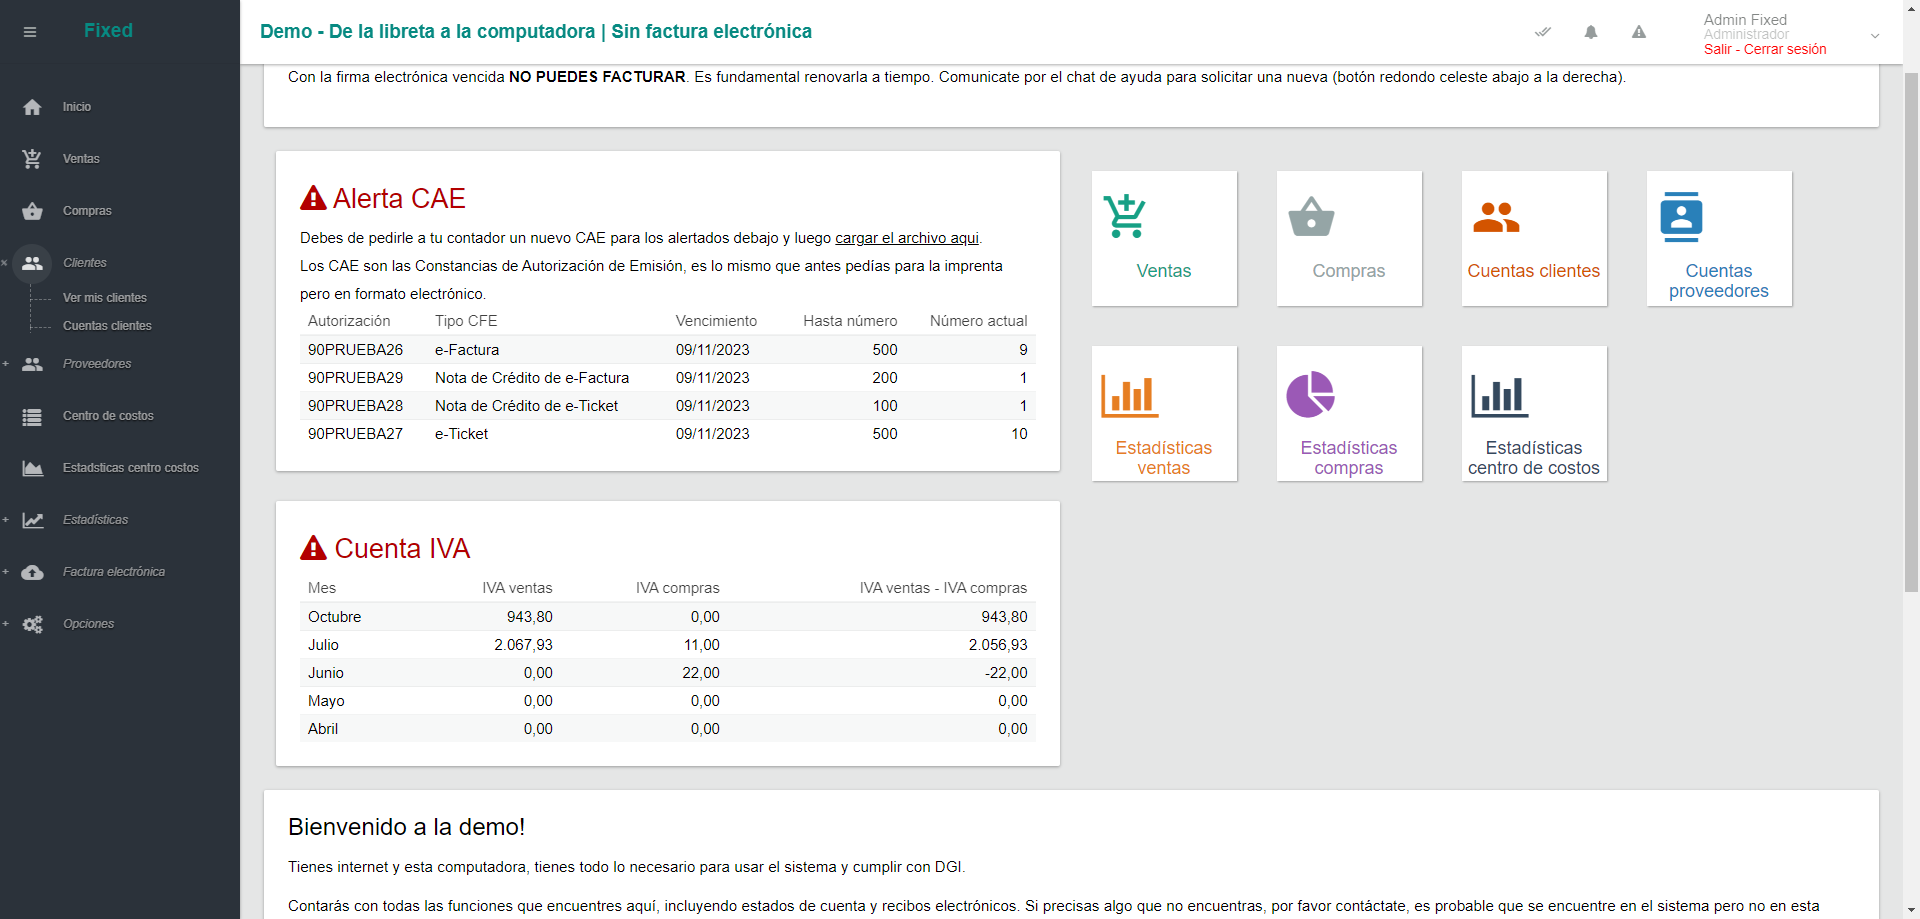 Fixed
Demo - De la libreta a la computadora | Sin factura electrónica
Admin Fixed
Administrador
Salir - Cerrar sesión
Inicio
Ventas
Compras
Clientes
Ver mis clientes
Cuentas clientes
Proveedores
Centro de costos
Estadsticas centro costos
Estadísticas
Factura electrónica
Opciones
Con la firma electrónica vencida NO PUEDES FACTURAR. Es fundamental renovarla a tiempo. Comunicate por el chat de ayuda para solicitar una nueva (botón redondo celeste abajo a la derecha).
Alerta CAE
Debes de pedirle a tu contador un nuevo CAE para los alertados debajo y luego cargar el archivo aqui.
Los CAE son las Constancias de Autorización de Emisión, es lo mismo que antes pedías para la imprenta
pero en formato electrónico.
Autorización Tipo CFE Vencimiento Hasta número Número actual
90PRUEBA26 e-Factura 09/11/2023 500 9
90PRUEBA29 Nota de Crédito de e-Factura 09/11/2023 200 1
90PRUEBA28 Nota de Crédito de e-Ticket 09/11/2023 100 1
90PRUEBA27 e-Ticket 09/11/2023 500 10
Ventas
Compras
Cuentas clientes
Cuentas
proveedores
Estadísticas
ventas
Estadísticas
compras
Estadísticas
centro de costos
Cuenta IVA
Mes IVA ventas IVA compras IVA ventas - IVA compras
Octubre 943,80 0,00 943,80
Julio 2.067,93 11,00 2.056,93
Junio 0,00 22,00 -22,00
Mayo 0,00 0,00 0,00
Abril 0,00 0,00 0,00
Bienvenido a la demo!
Tienes internet y esta computadora, tienes todo lo necesario para usar el sistema y cumplir con DGI.
Contarás con todas las funciones que encuentres aquí, incluyendo estados de cuenta y recibos electrónicos. Si precisas algo que no encuentras, por favor contáctate, es probable que se encuentre en el sistema pero no en esta